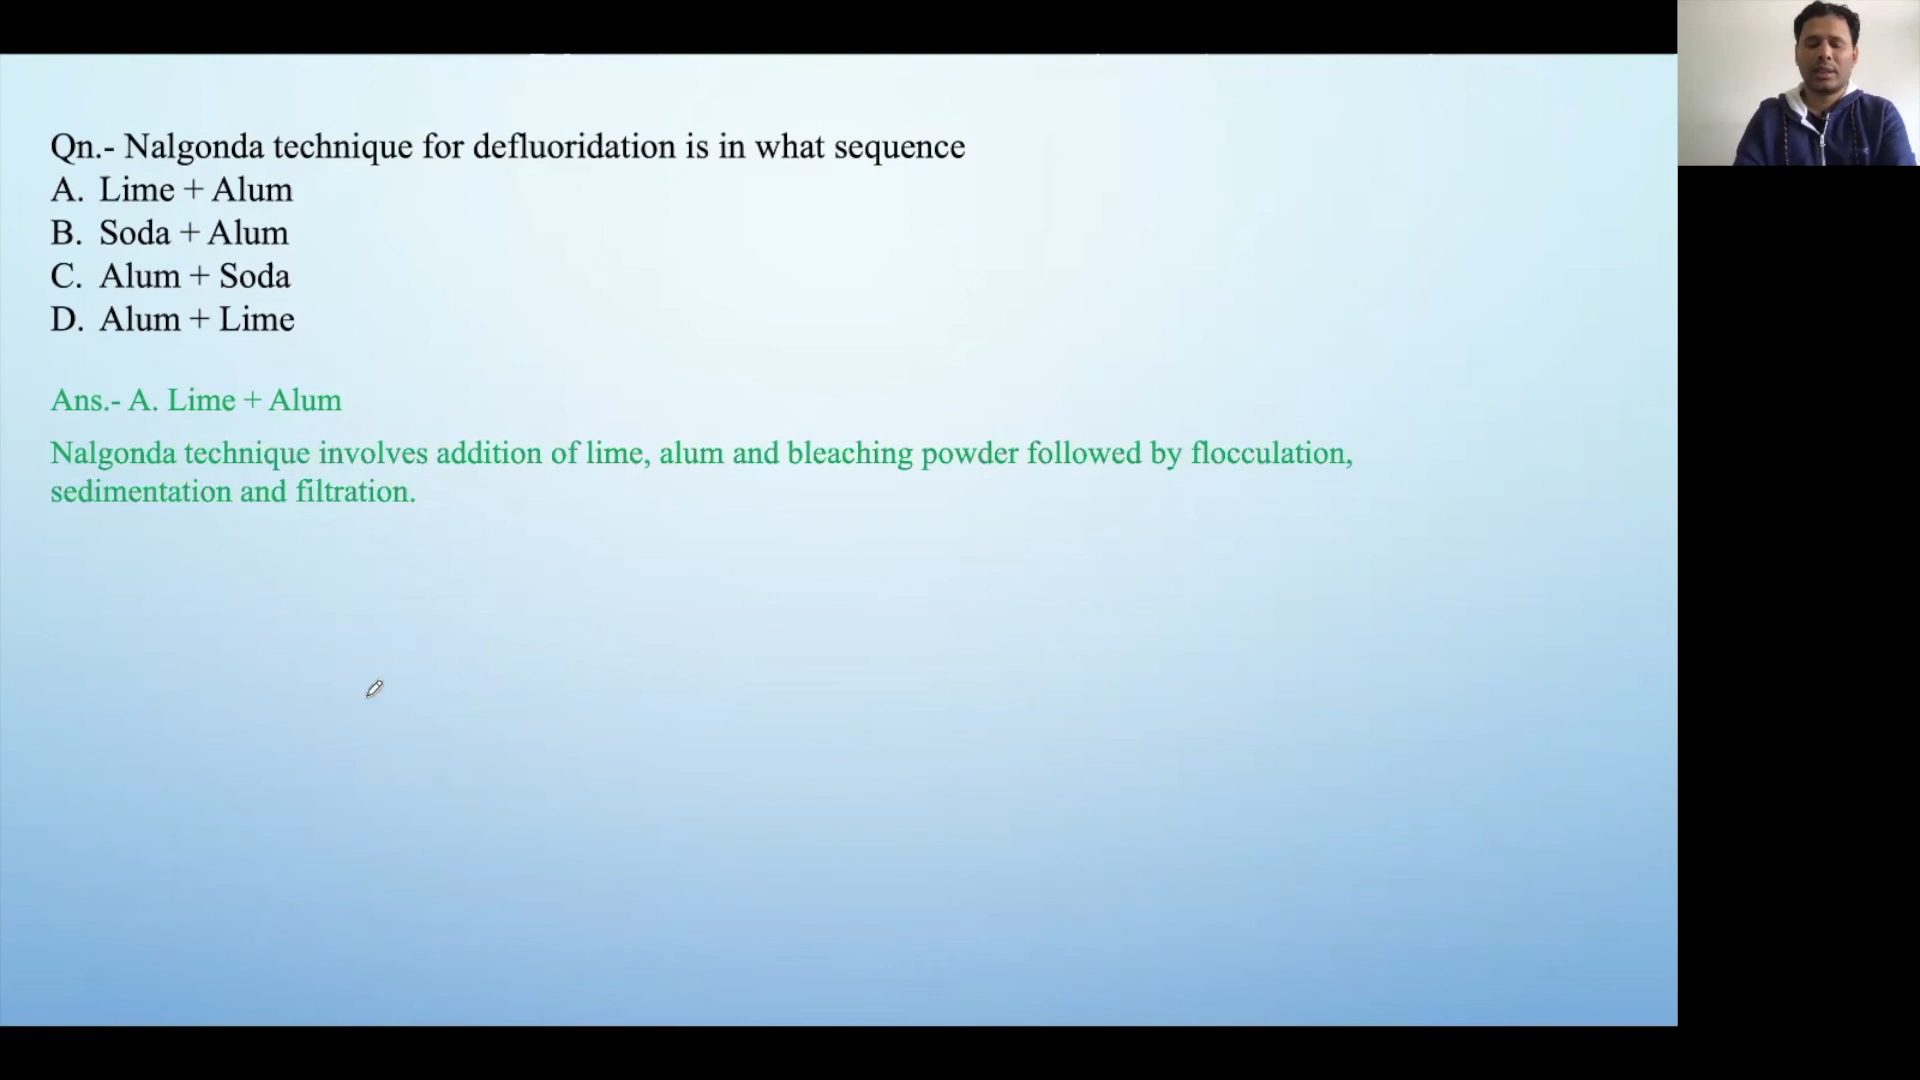 Qn.- Nalgonda technique for defluoridation is in what sequence
A. Lime + Alum
B. Soda + Alum
C. Alum + Soda
D. Alum + Lime
Ans.- A. Lime + Alum
Nalgonda technique involves addition of lime, alum and bleaching powder followed by flocculation,
sedimentation and filtration.